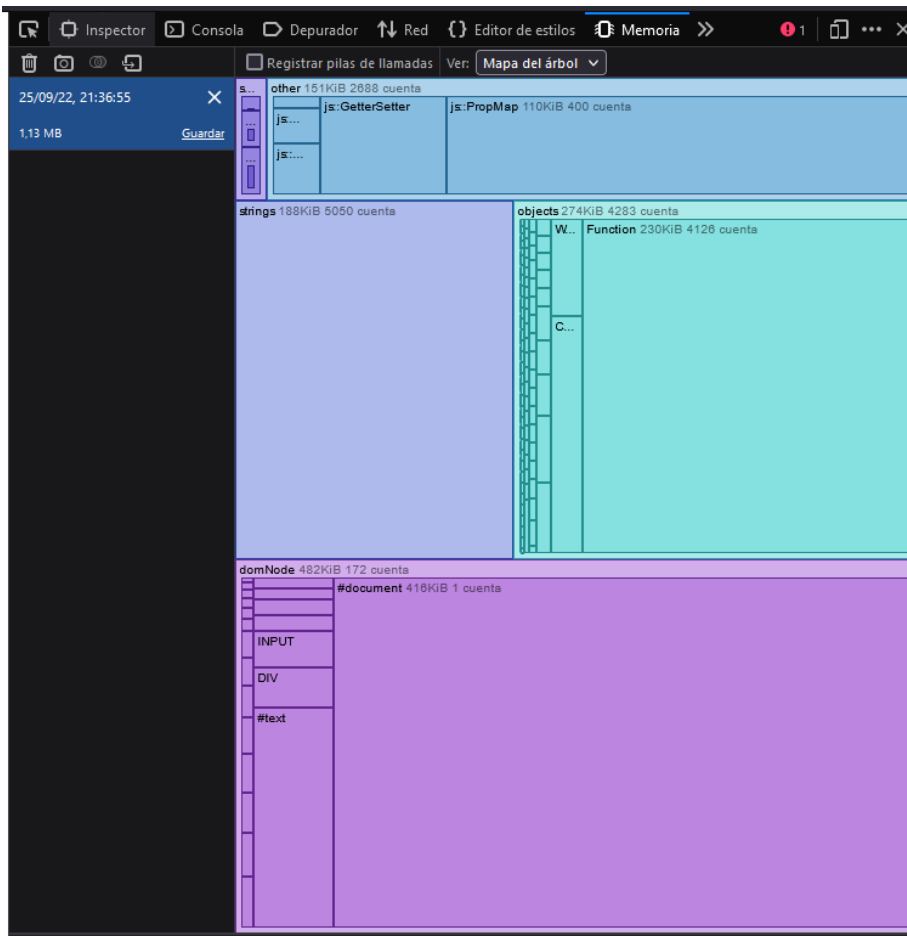 Inspector Consola Depurador Red {} Editor de estilos Memoria 1
Registrar pilas de llamadas Ver: Mapa del árbol
25/09/22, 21:36:55
1,13 MB Guardar
s... other 151KiB 2688 cuenta
js::GetterSetter js::PropMap 110KiB 400 cuenta
js:...
...
js::...
...
strings 188KiB 5050 cuenta objects 274KiB 4283 cuenta
W... Function 230KiB 4126 cuenta
C...
domNode 482KiB 172 cuenta
#document 416KiB 1 cuenta
INPUT
DIV
#text